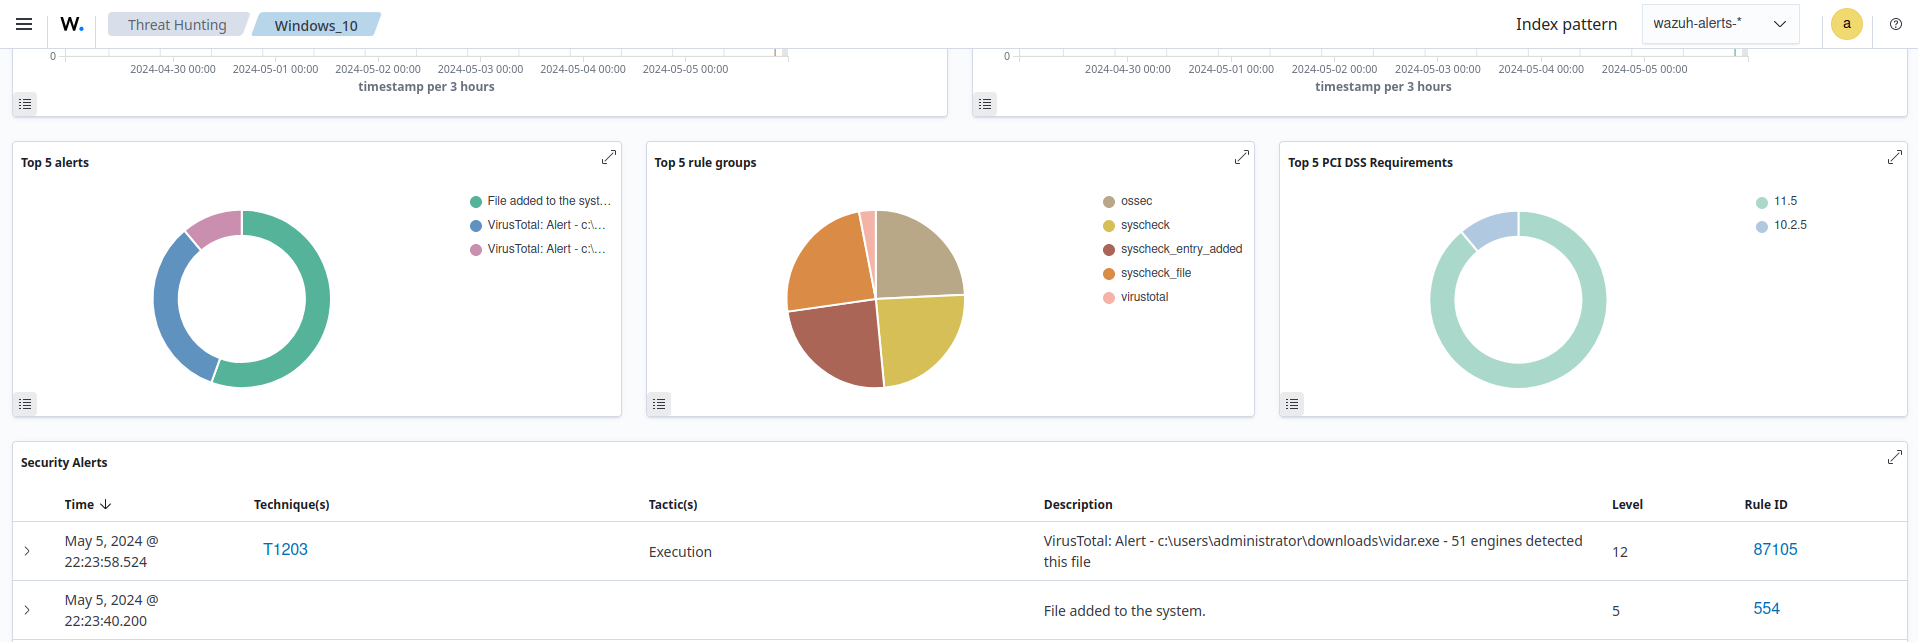 W. Threat Hunting Windows_10 Index pattern wazuh-alerts-* a
0 0
2024-04-30 00:00 2024-05-01 00:00 2024-05-02 00:00 2024-05-03 00:00 2024-05-04 00:00 2024-05-05 00:00
timestamp per 3 hours
2024-04-30 00:00 2024-05-01 00:00 2024-05-02 00:00 2024-05-03 00:00 2024-05-04 00:00 2024-05-05 00:00
timestamp per 3 hours
Top 5 alerts
File added to the syst...
VirusTotal: Alert - c:\...
VirusTotal: Alert - c:\...
Top 5 rule groups
ossec
syscheck
syscheck_entry_added
syscheck_file
virustotal
Top 5 PCI DSS Requirements
11.5
10.2.5
Security Alerts
Time Technique(s) Tactic(s) Description Level Rule ID
May 5, 2024 @
22:23:58.524
T1203
Execution
VirusTotal: Alert - c:\users\administrator\downloads\vidar.exe - 51 engines detected
this file
12
87105
May 5, 2024 @
22:23:40.200
File added to the system.
5
554